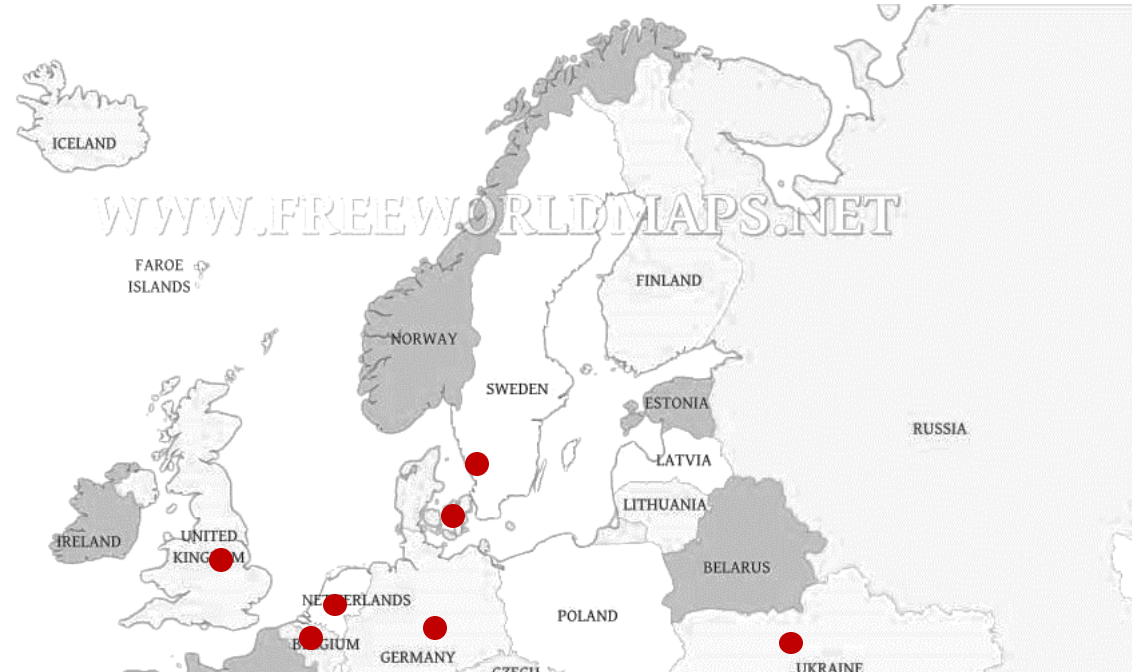 ICELAND
WWW.FREEWORLDMAPS.NET
FAROE
ISLANDS
FINLAND
NORWAY
SWEDEN
ESTONIA
RUSSIA
LATVIA
LITHUANIA
UNITED
IRELAND
BELARUS
POLAND
GERMANY
UKRAINE